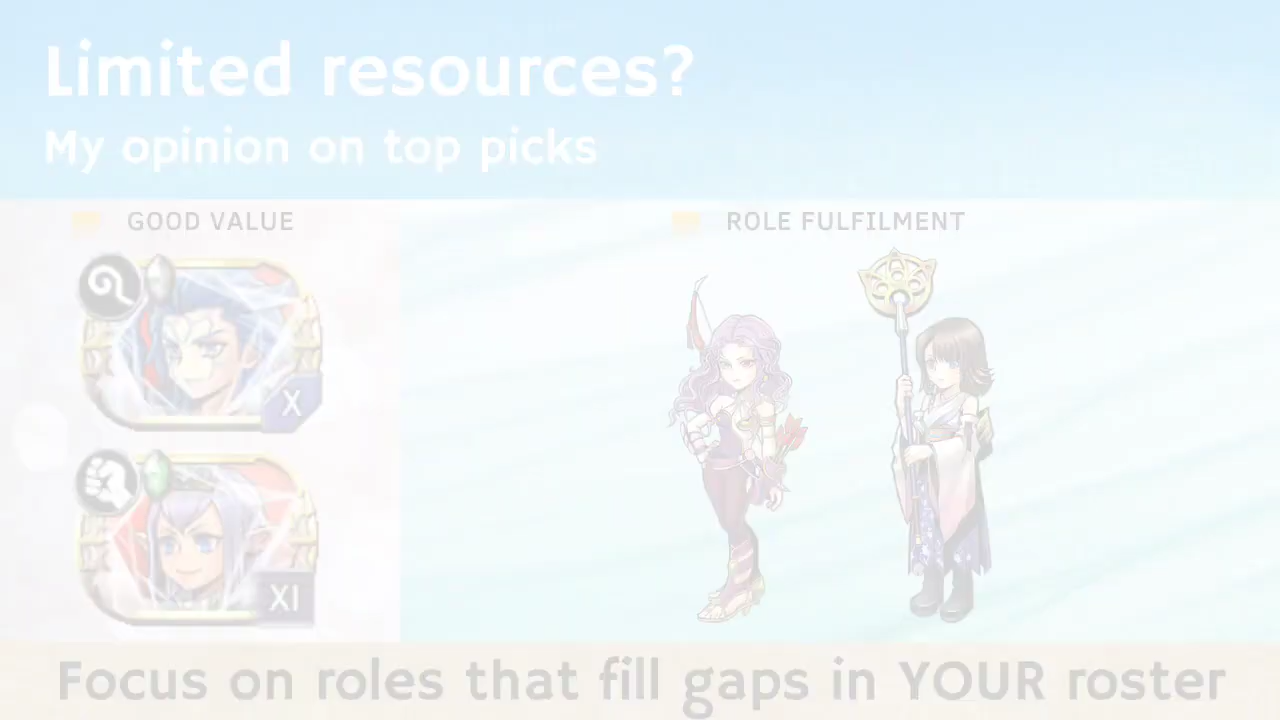 Limited resources?
My opinion on top picks
GOOD VALUE
ROLE FULFILMENT
X
XI
Focus on roles that fill gaps in YOUR roster